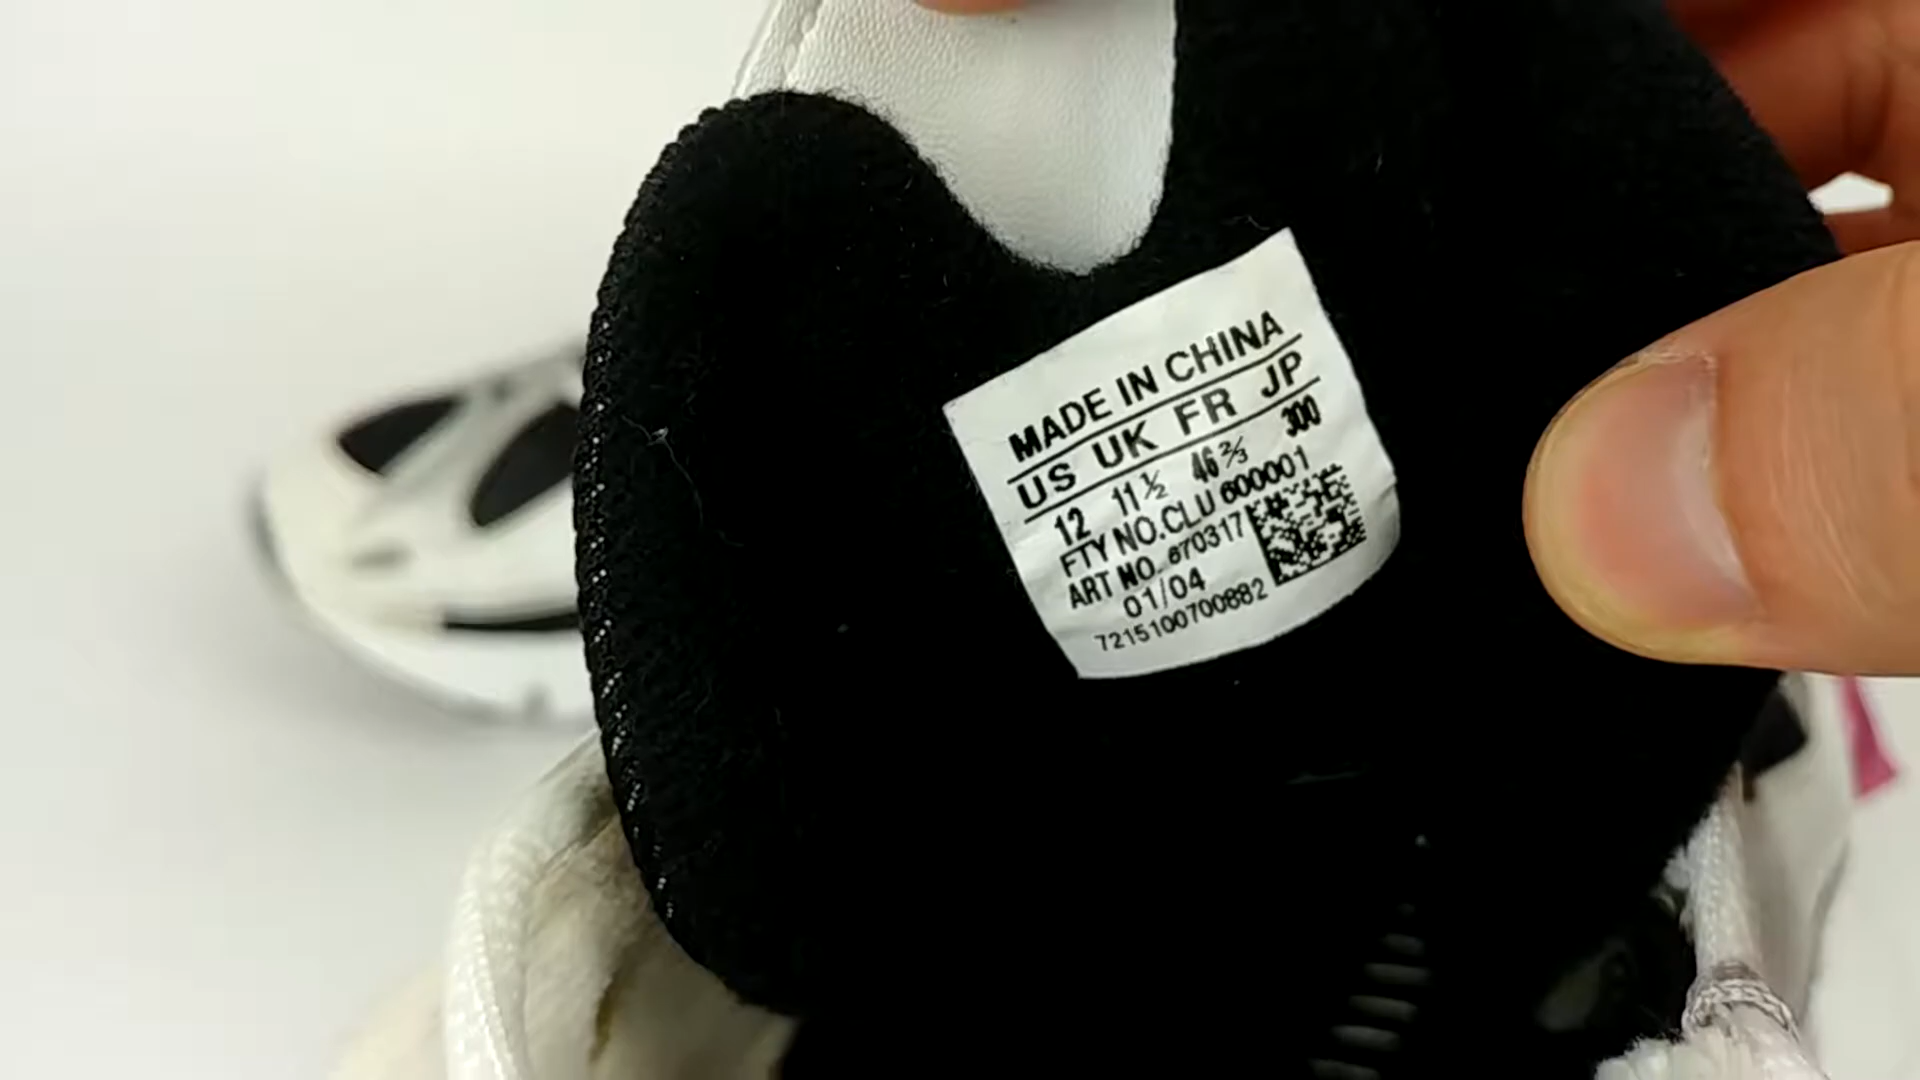 MADE IN CHINA
US UK FR JP
12 11½ 46⅔ 300
FTY NO.CLU 600001
ART NO. 670317
01/04
7215100700882